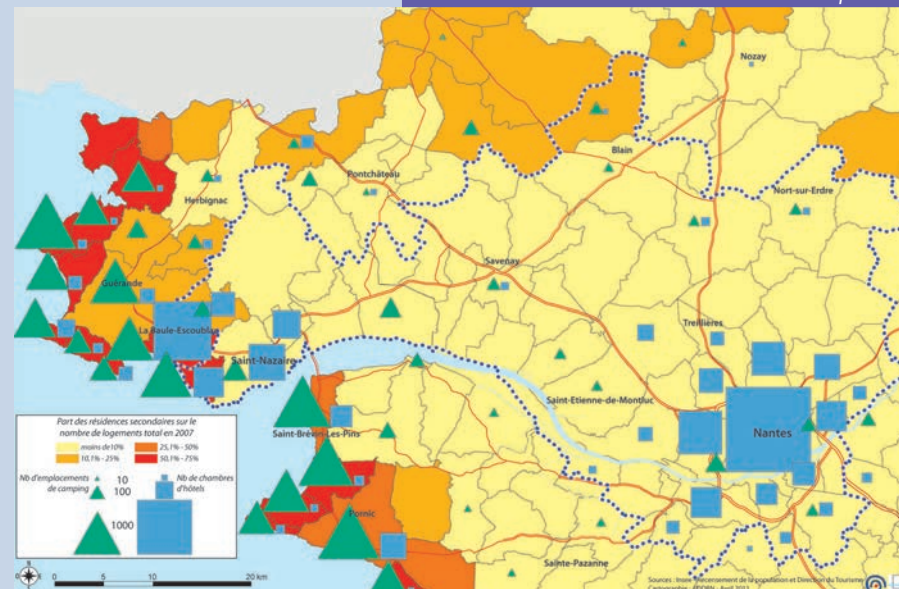 Nozay
Blain
Pontchâteau
Nort-sur-Erdre
Herbignac
Savenay
Guérande
Treillières
La Baule-Escoublac
Saint-Nazaire
Saint-Etienne-de-Montluc
Saint-Brévin-Les-Pins
Nantes
Pornic
Sainte-Pazanne
Part des résidences secondaires sur le
nombre de logements total en 2007
moins de 10%
25,1% - 50%
10,1% - 25%
50,1% - 75%
Nb d'emplacements
de camping
10
100
1000
Nb de chambres
d'hôtels
0 5 10 20 km
Sources : Insee - Recensement de la population et Direction du Tourisme